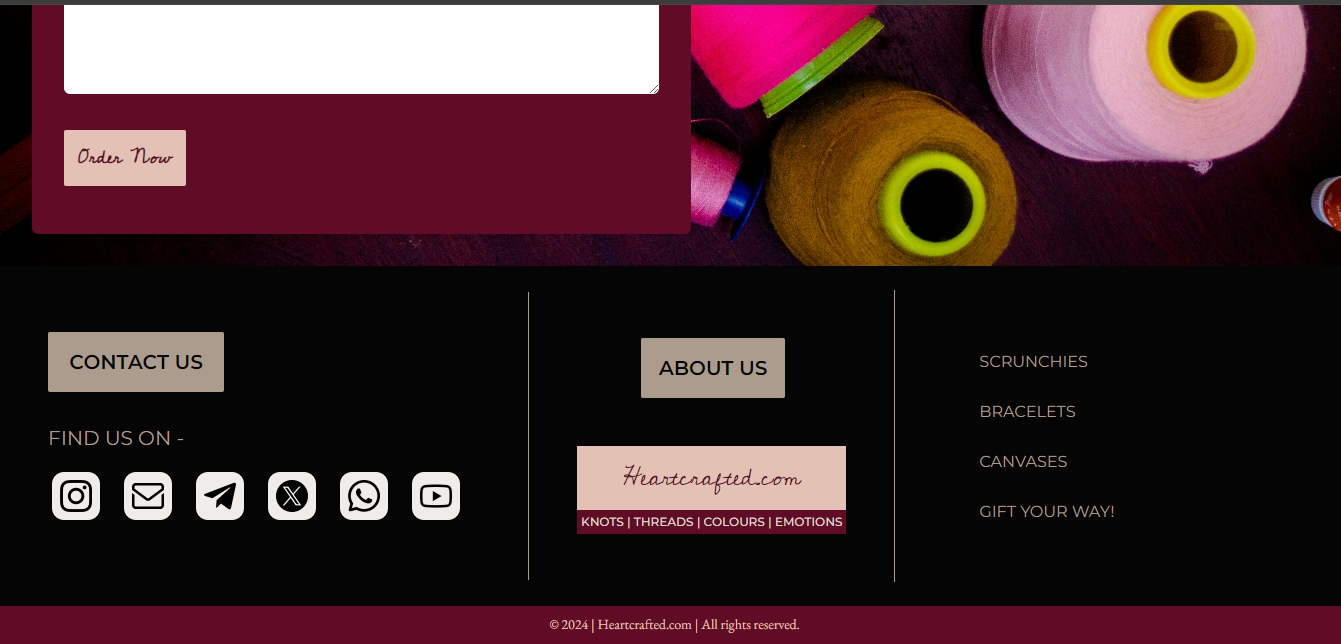 Order Now
CONTACT US
FIND US ON -
ABOUT US
Heartcrafted.com
KNOTS | THREADS | COLOURS | EMOTIONS
SCRUNCHIES
BRACELETS
CANVASES
GIFT YOUR WAY!
© 2024 | Heartcrafted.com | All rights reserved.